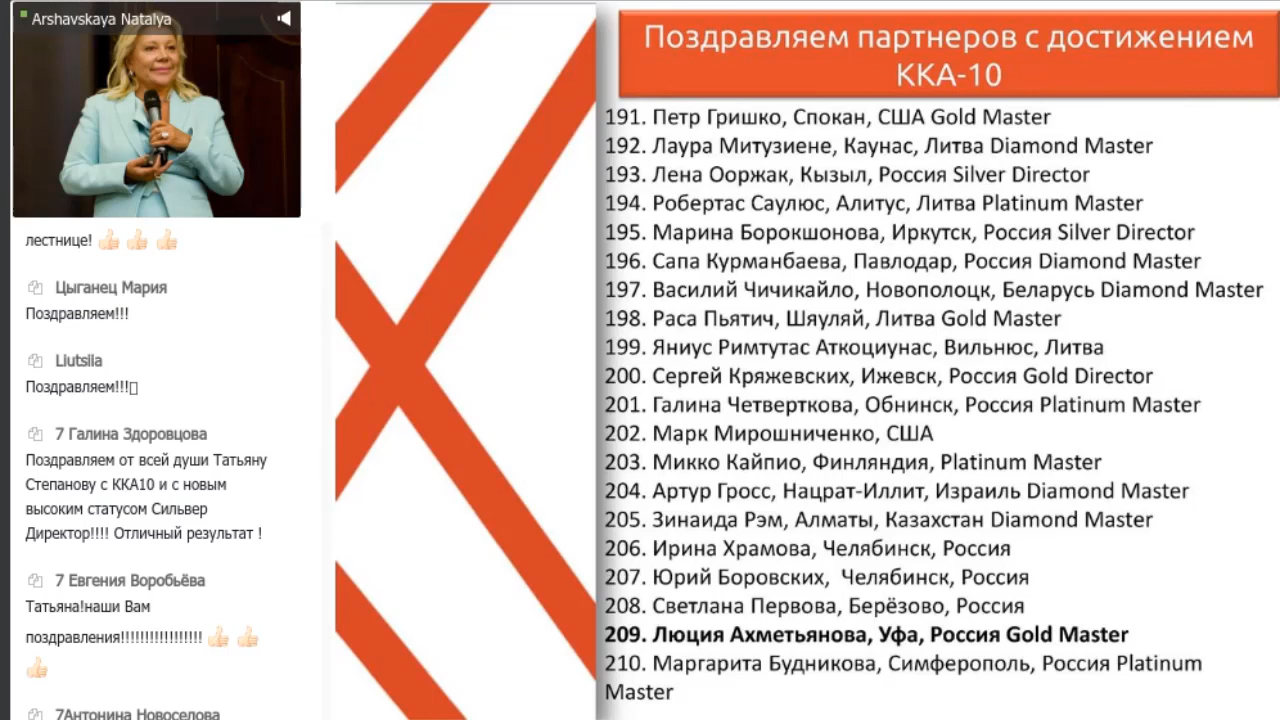 Arshavskaya Natalya
лестнице!
Цыганец Мария
Поздравляем!!!
Liutsiia
Поздравляем!!!
7 Галина Здоровцова
Поздравляем от всей души Татьяну
Степанову с ККА10 и с новым
высоким статусом Сильвер
Директор!!!! Отличный результат !
7 Евгения Воробьёва
Татьяна!наши Вам
поздравления!!!!!!!!!!!!!!!!!
7Антонина Новоселова
Поздравляем партнеров с достижением
ККА-10
191. Петр Гришко, Спокан, США Gold Master
192. Лаура Митузиене, Каунас, Литва Diamond Master
193. Лена Ооржак, Кызыл, Россия Silver Director
194. Робертас Саулюс, Алитус, Литва Platinum Master
195. Марина Борокшонова, Иркутск, Россия Silver Director
196. Сапа Курманбаева, Павлодар, Россия Diamond Master
197. Василий Чичикайло, Новополоцк, Беларусь Diamond Master
198. Раса Пьятич, Шяуляй, Литва Gold Master
199. Яниус Римтутас Аткоциунас, Вильнюс, Литва
200. Сергей Кряжевских, Ижевск, Россия Gold Director
201. Галина Четверткова, Обнинск, Россия Platinum Master
202. Марк Мирошниченко, США
203. Микко Кайпио, Финляндия, Platinum Master
204. Артур Гросс, Нацрат-Иллит, Израиль Diamond Master
205. Зинаида Рэм, Алматы, Казахстан Diamond Master
206. Ирина Храмова, Челябинск, Россия
207. Юрий Боровских,  Челябинск, Россия
208. Светлана Первова, Берёзово, Россия
209. Люция Ахметьянова, Уфа, Россия Gold Master
210. Маргарита Будникова, Симферополь, Россия Platinum
Master